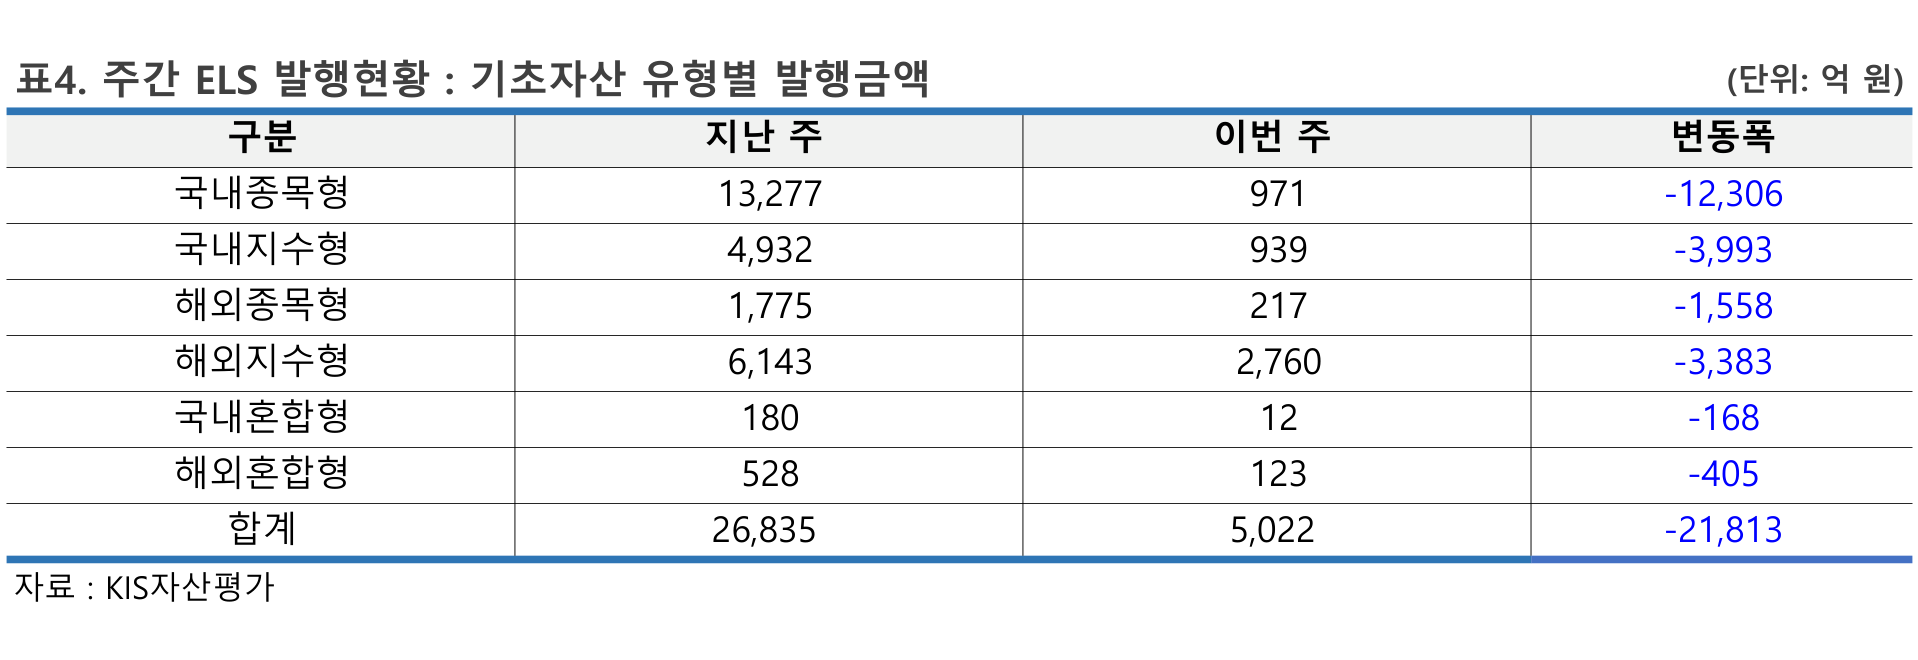 표4. 주간 ELS 발행현황 : 기초자산 유형별 발행금액 (단위: 억 원)
구분 지난 주 이번 주 변동폭
국내종목형 13,277 971 -12,306
국내지수형 4,932 939 -3,993
해외종목형 1,775 217 -1,558
해외지수형 6,143 2,760 -3,383
국내혼합형 180 12 -168
해외혼합형 528 123 -405
합계 26,835 5,022 -21,813
자료 : KIS자산평가